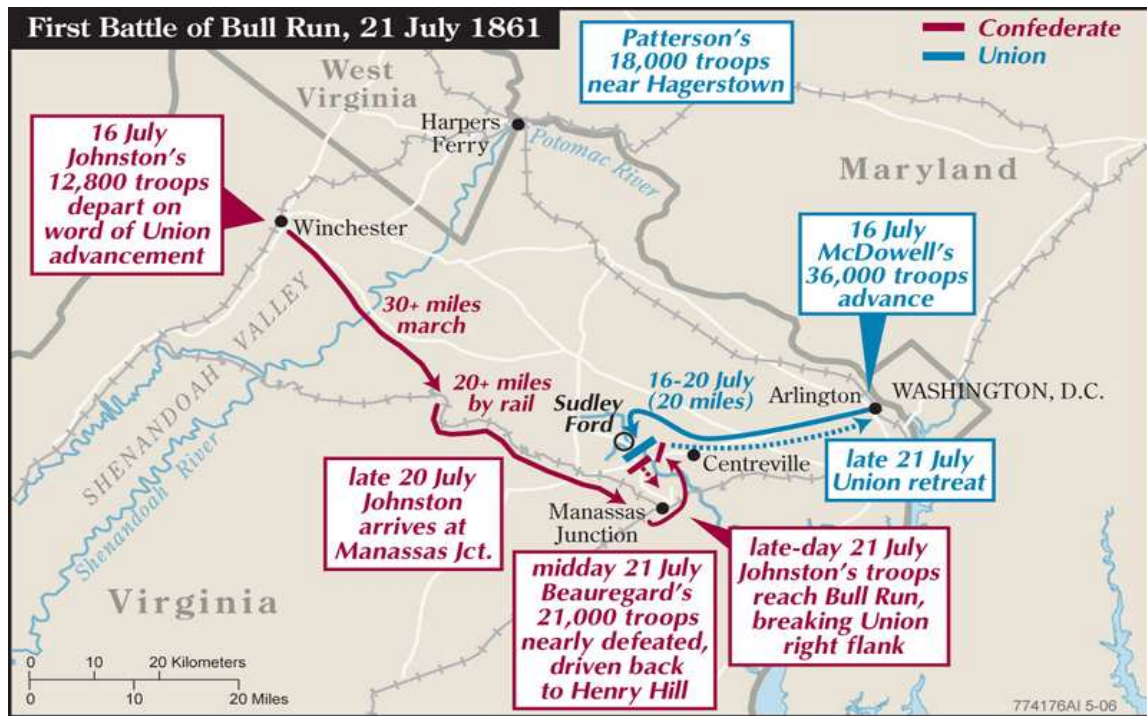 First Battle of Bull Run, 21 July 1861
Patterson's
18,000 troops
near Hagerstown
Confederate
Union
West
Virginia
Harpers
Ferry
Potomac River
Maryland
16 July
Johnston's
12,800 troops
depart on
word of Union
advancement
Winchester
16 July
McDowell's
36,000 troops
advance
SHENANDOAH VALLEY
Shenandoah River
30+ miles
march
20+ miles
by rail
Sudley
Ford
16-20 July
(20 miles)
Arlington
WASHINGTON, D.C.
Centreville
late 21 July
Union retreat
late 20 July
Johnston
arrives at
Manassas Jct.
Manassas
Junction
midday 21 July
Beauregard's
21,000 troops
nearly defeated,
driven back
to Henry Hill
late-day 21 July
Johnston's troops
reach Bull Run,
breaking Union
right flank
Virginia
0 10 20 Kilometers
0 10 20 Miles
774176AI 5-06